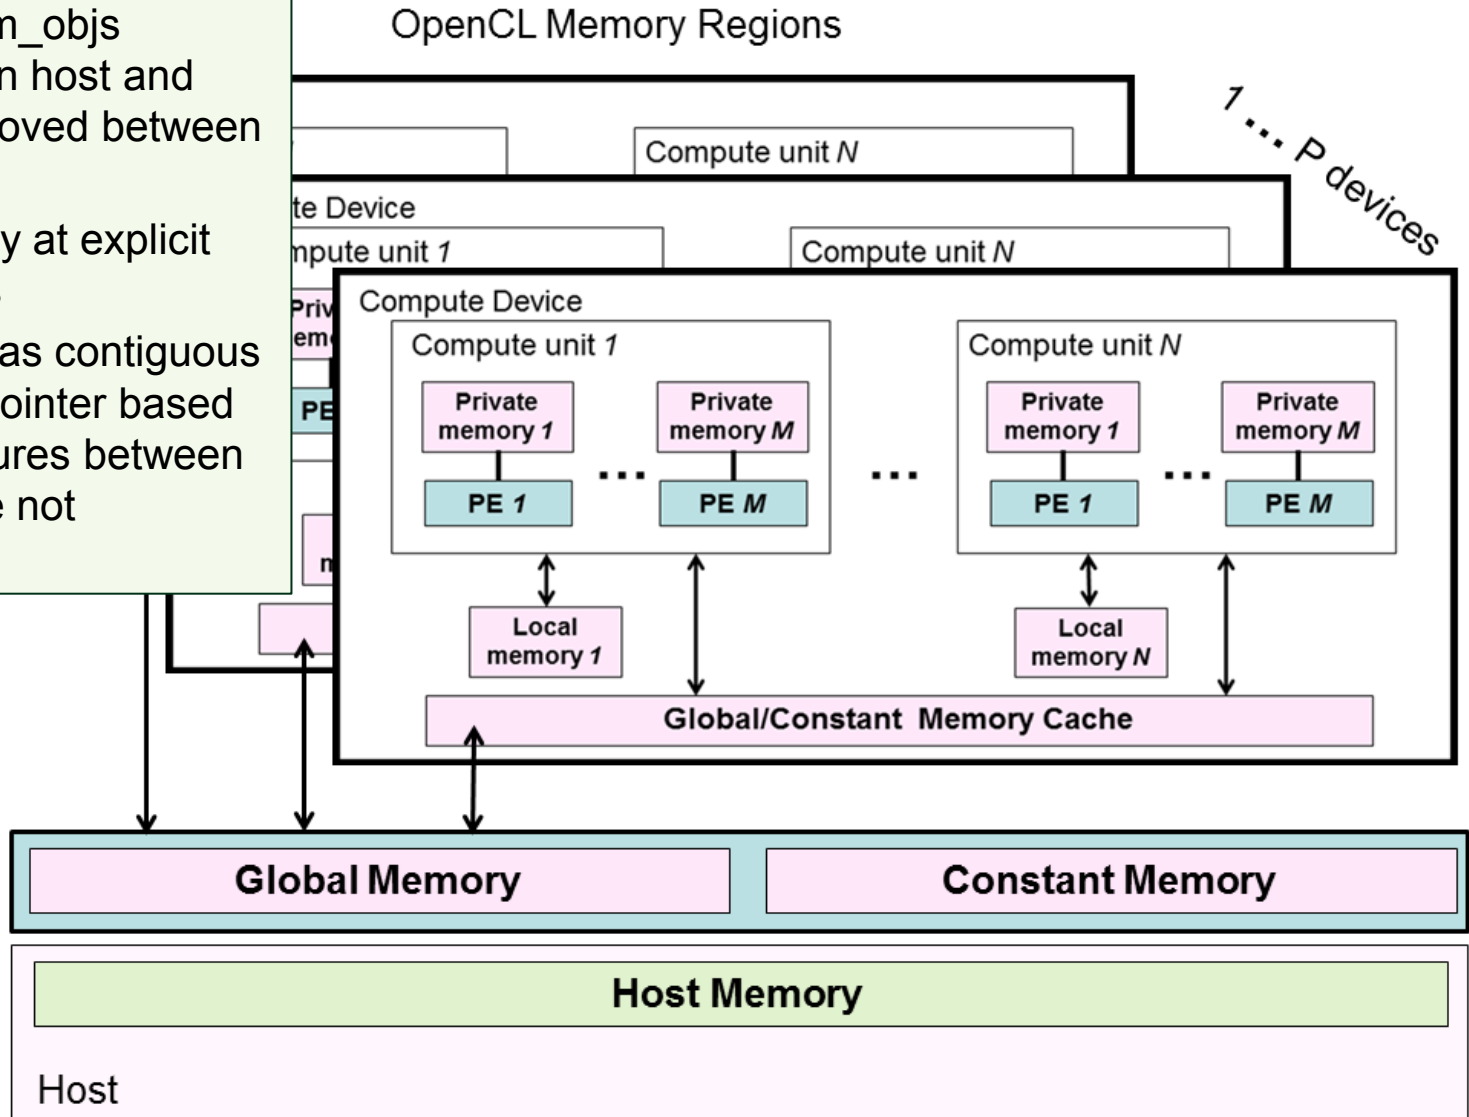 OpenCL Memory Regions
m_objs
n host and
oved between
y at explicit
as contiguous
ointer based
ures between
e not
1 ... P devices
Compute unit N
te Device
mpute unit 1
Compute unit N
Priv
em
PE
m
Compute Device
Compute unit 1
Compute unit N
Private memory 1
Private memory M
Private memory 1
Private memory M
...
...
...
PE 1
PE M
PE 1
PE M
Local memory 1
Local memory N
Global/Constant Memory Cache
Global Memory
Constant Memory
Host Memory
Host